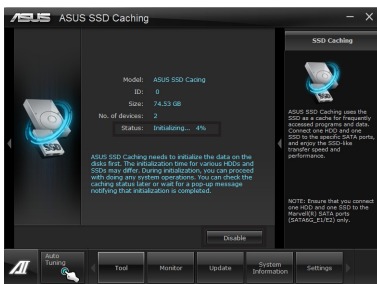 ASUS ASUS SSD Caching
SSD Caching
Model: ASUS SSD Cacing
ID: 0
Size: 74.53 GB
No. of devices: 2
Status: Initializing... 4%
ASUS SSD Caching needs to initialize the data on the
disks first. The initialization time for various HDDs and
SSDs may differ. During initialization, you can proceed
with doing any system operations. You can check the
caching status later or wait for a pop-up message
notifying that initialization is completed.
ASUS SSD Caching uses the
SSD as a cache for frequently
accessed programs and data.
Connect one HDD and one
SSD to the specific SATA ports,
and enjoy the SSD-like
transfer speed and
performance.
NOTE: Ensure that you connect
one HDD and one SSD to the
Marvell(R) SATA ports
(SATA6G_E1/E2) only.
Disable
Auto
Tuning
Tool
Monitor
Update
System
Information
Settings